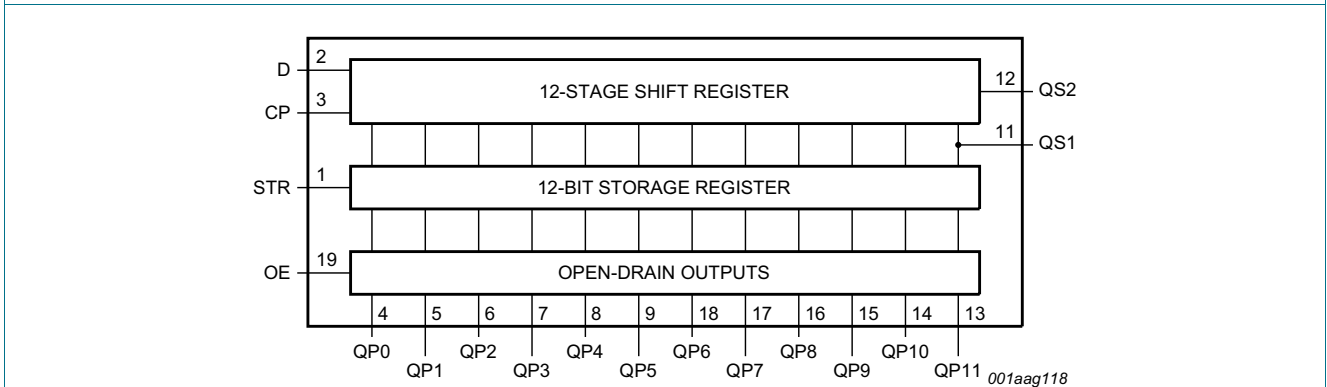 D 2
12-STAGE SHIFT REGISTER
12 QS2
CP 3
11 QS1
STR 1
12-BIT STORAGE REGISTER
OE 19
OPEN-DRAIN OUTPUTS
4 5 6 7 8 9 18 17 16 15 14 13
QP0 QP2 QP4 QP6 QP8 QP10
QP1 QP3 QP5 QP7 QP9 QP11
001aag118